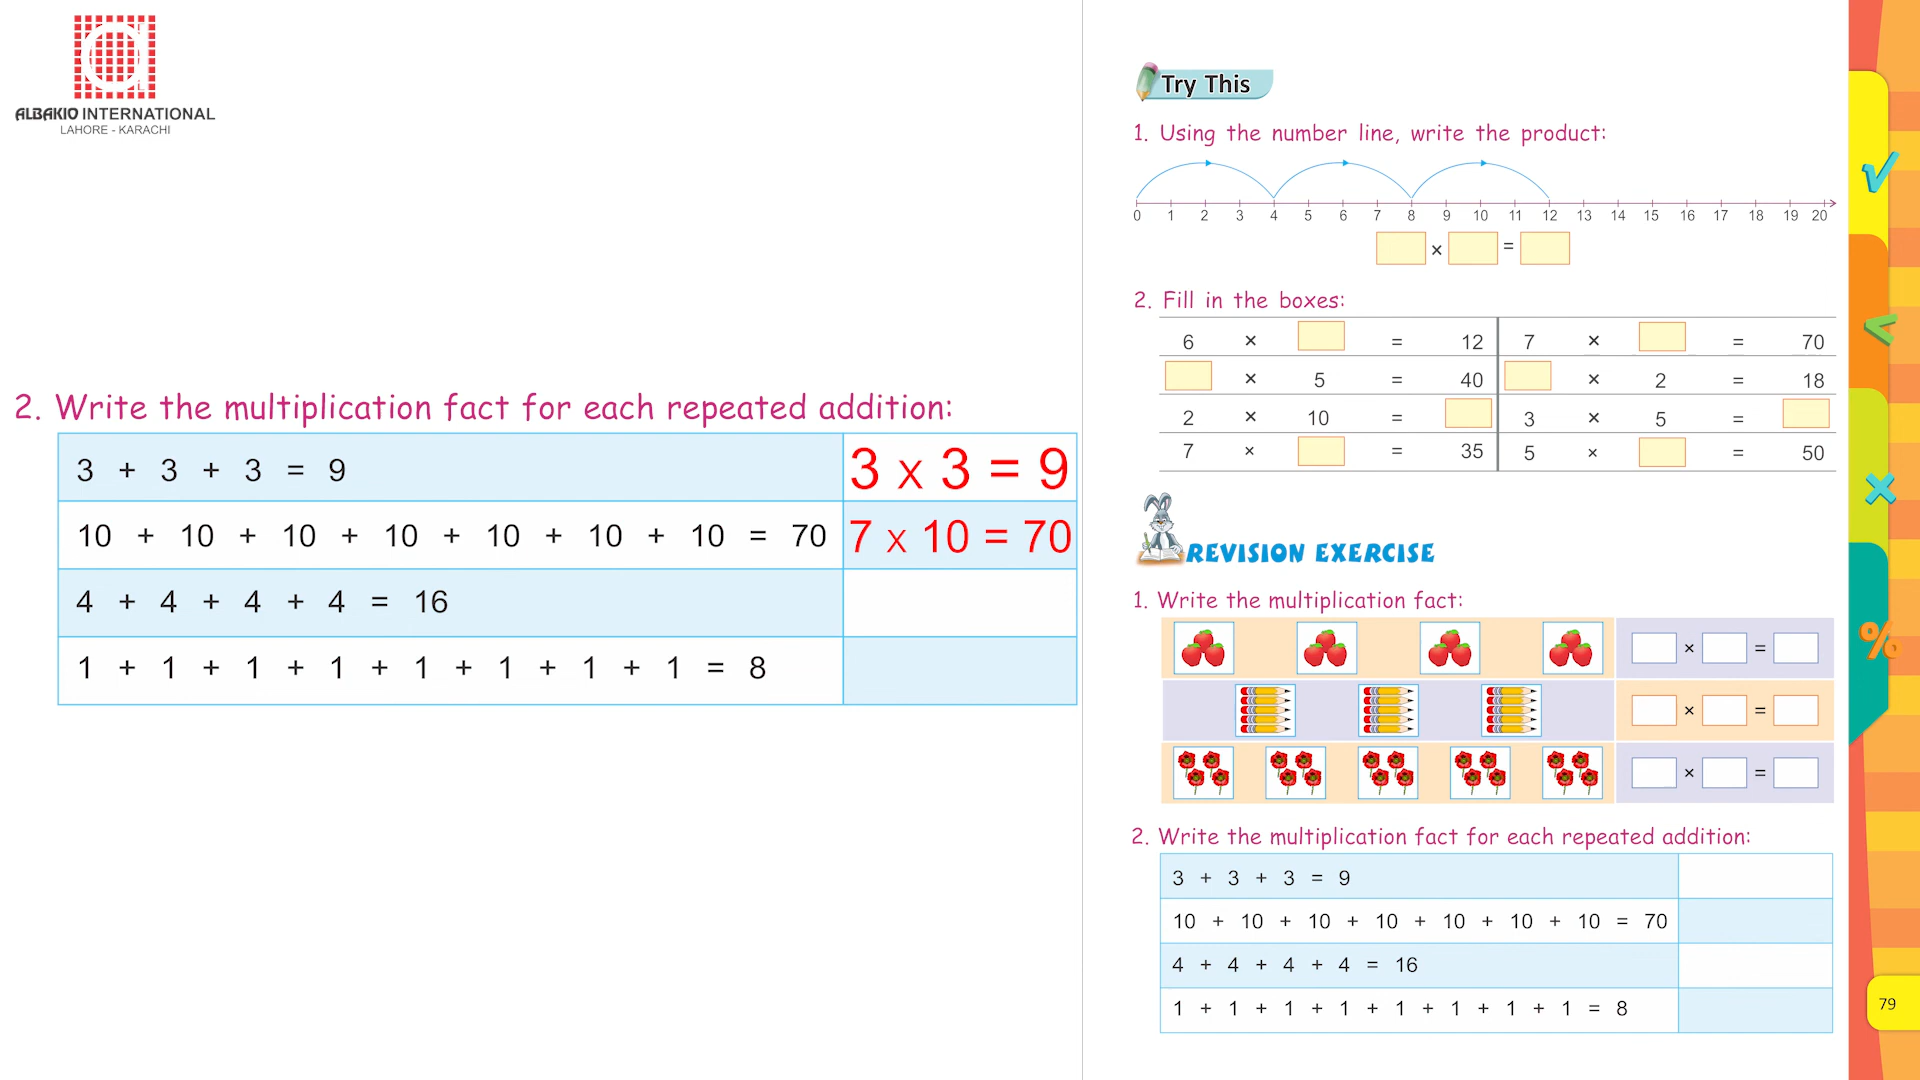 ALBAKIO INTERNATIONAL
LAHORE - KARACHI
2. Write the multiplication fact for each repeated addition:
3 + 3 + 3 = 9 3 x 3 = 9
10 + 10 + 10 + 10 + 10 + 10 + 10 = 70 7 x 10 = 70
4 + 4 + 4 + 4 = 16
1 + 1 + 1 + 1 + 1 + 1 + 1 + 1 = 8
Try This
1. Using the number line, write the product:
0 1 2 3 4 5 6 7 8 9 10 11 12 13 14 15 16 17 18 19 20
× =
2. Fill in the boxes:
6 × = 12 7 × = 70
× 5 = 40 × 2 = 18
2 × 10 = 3 × 5 =
7 × = 35 5 × = 50
REVISION EXERCISE
1. Write the multiplication fact:
× =
× =
× =
2. Write the multiplication fact for each repeated addition:
3 + 3 + 3 = 9
10 + 10 + 10 + 10 + 10 + 10 + 10 = 70
4 + 4 + 4 + 4 = 16
1 + 1 + 1 + 1 + 1 + 1 + 1 + 1 = 8
√
<
×
%
79